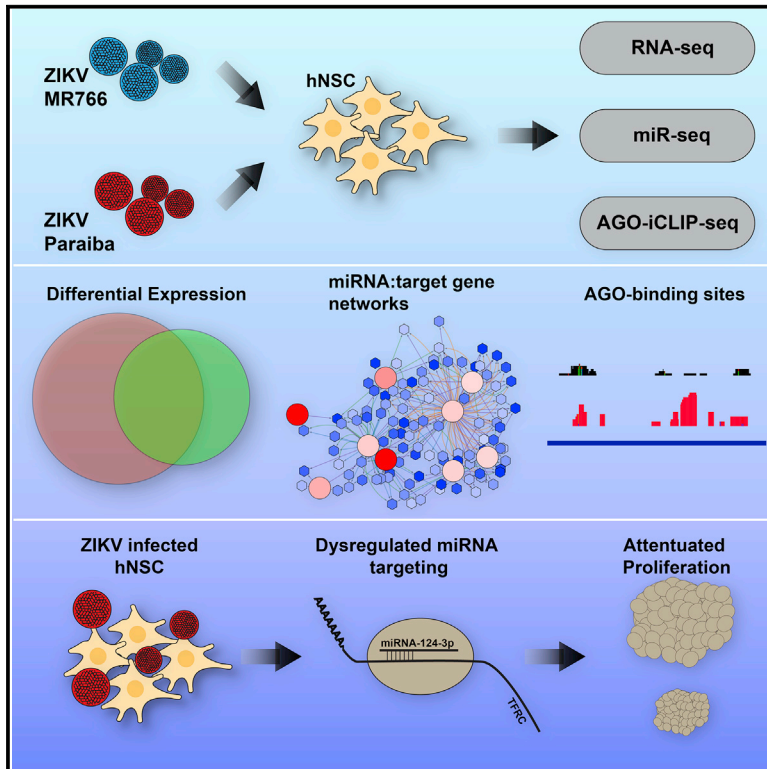 ZIKV
MR766
hNSC
RNA-seq
miR-seq
ZIKV
Paraiba
AGO-iCLIP-seq
Differential Expression
miRNA:target gene
networks
AGO-binding sites
ZIKV infected
hNSC
Dysregulated miRNA
targeting
Attentuated
Proliferation
AAAAAAA
miRNA-124-3p
TFRC